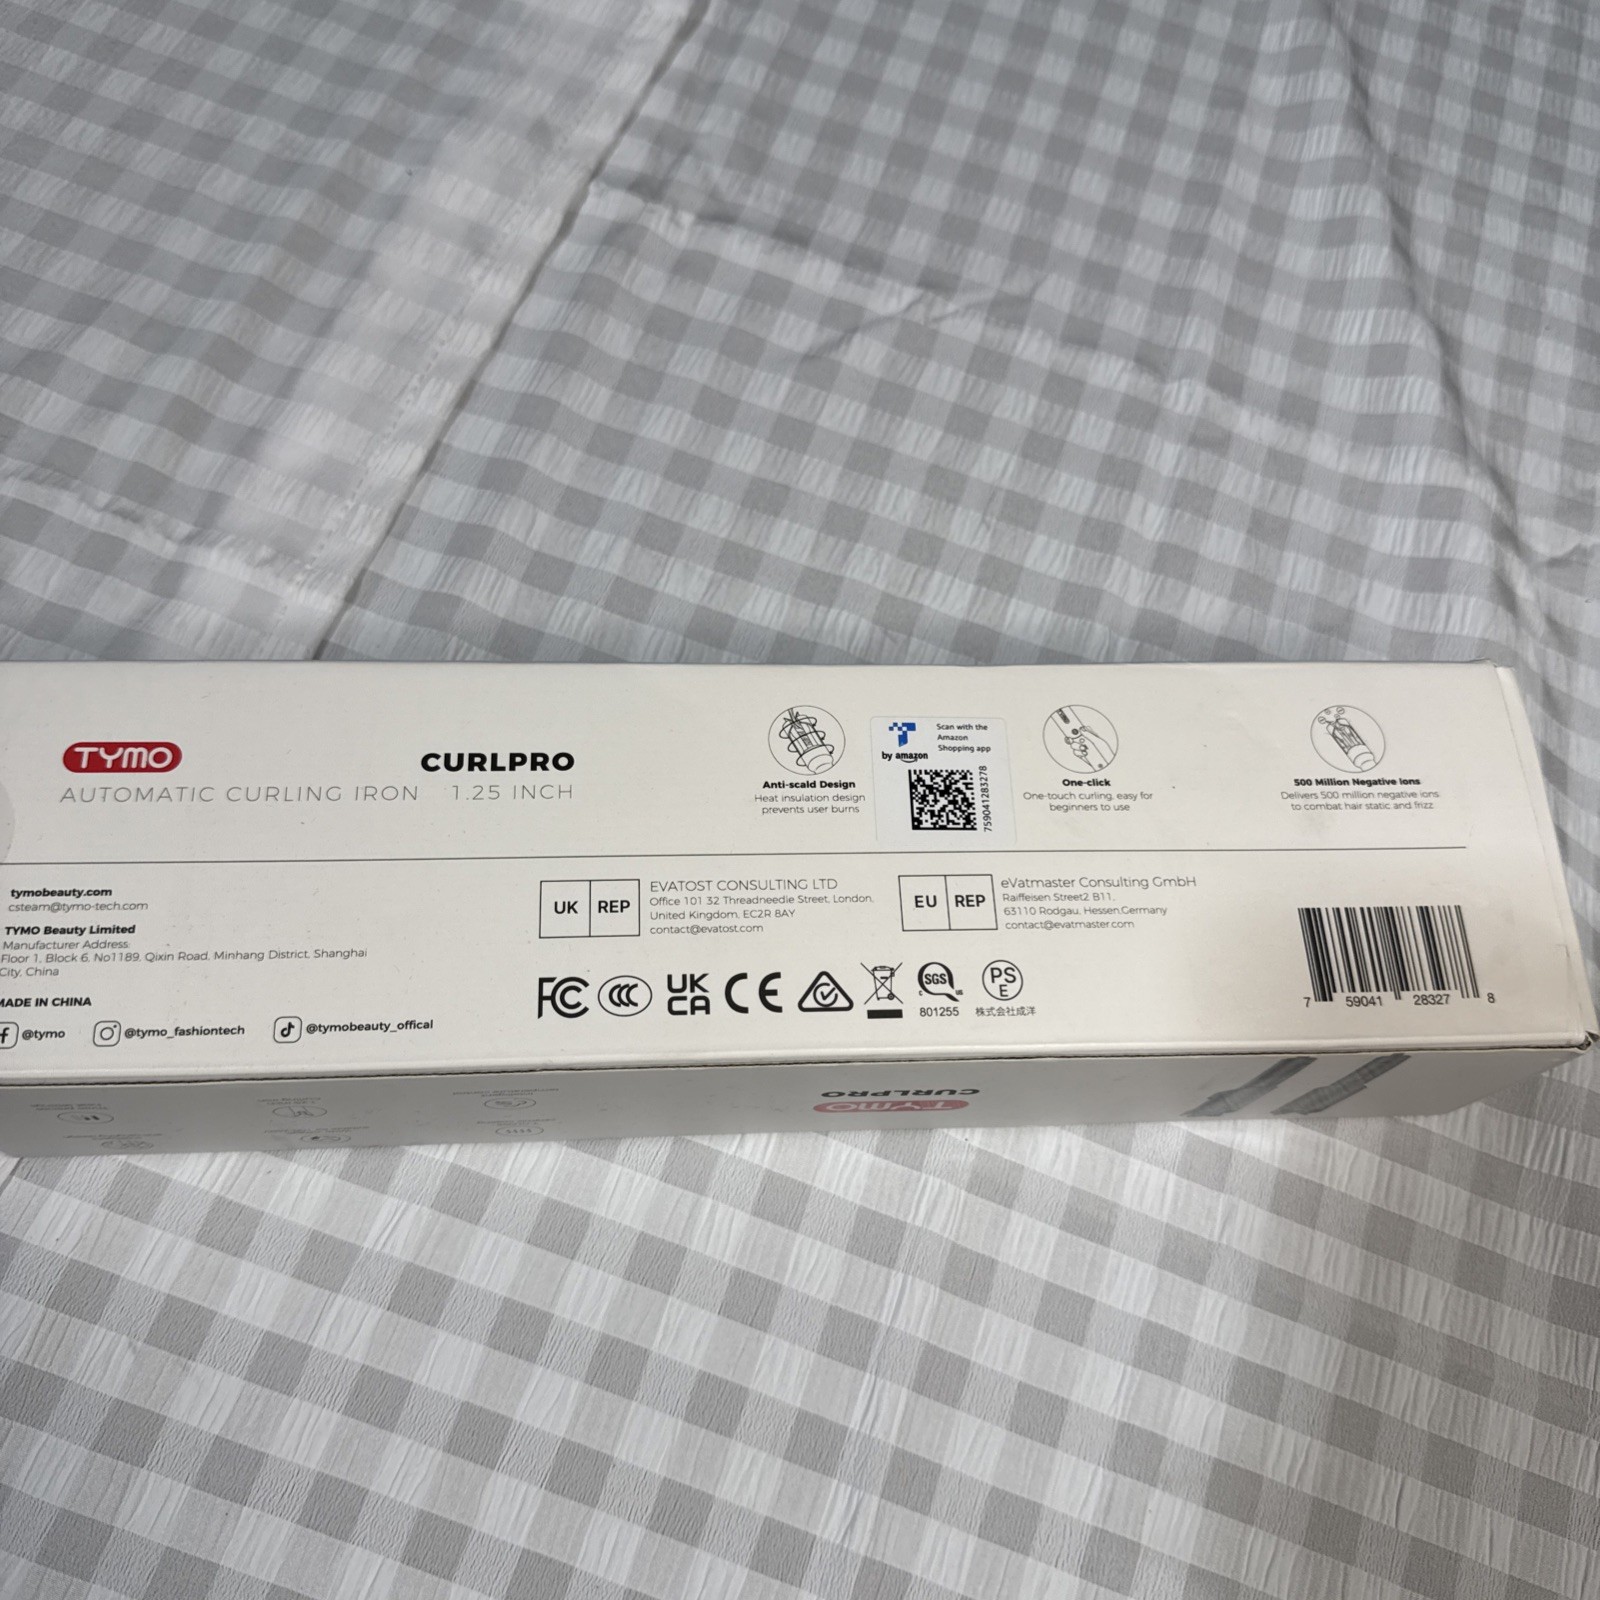 TYMO
AUTOMATIC CURLING IRON
CURLPRO
1.25 INCH
Anti-scald Design
Heat insulation design
prevents user burns
by amazon
Scan with the
Amazon
Shopping app
759041283278
One-click
One-touch curling, easy for
beginners to use
500 Million Negative Ions
Delivers 500 million negative ions
to combat hair static and frizz
tymobeauty.com
csteam@tymo-tech.com
TYMO Beauty Limited
Manufacturer Address:
Floor 1, Block 6, No1189, Qixin Road, Minhang District, Shanghai
City, China
MADE IN CHINA
@tymo
@tymo_fashiontech
@tymobeauty_offical
UK REP
EVATOST CONSULTING LTD
Office 101 32 Threadneedle Street, London,
United Kingdom, EC2R 8AY
contact@evatost.com
EU REP
eVatmaster Consulting GmbH
Raiffeisen Street2 B11,
63110 Rodgau, Hessen,Germany
contact@evatmaster.com
FC
CCC
UK
CA
CE
SGS
C US
801255
PS
E
株式会社成洋
7 59041 28327 8
CURLPRO
TYMO